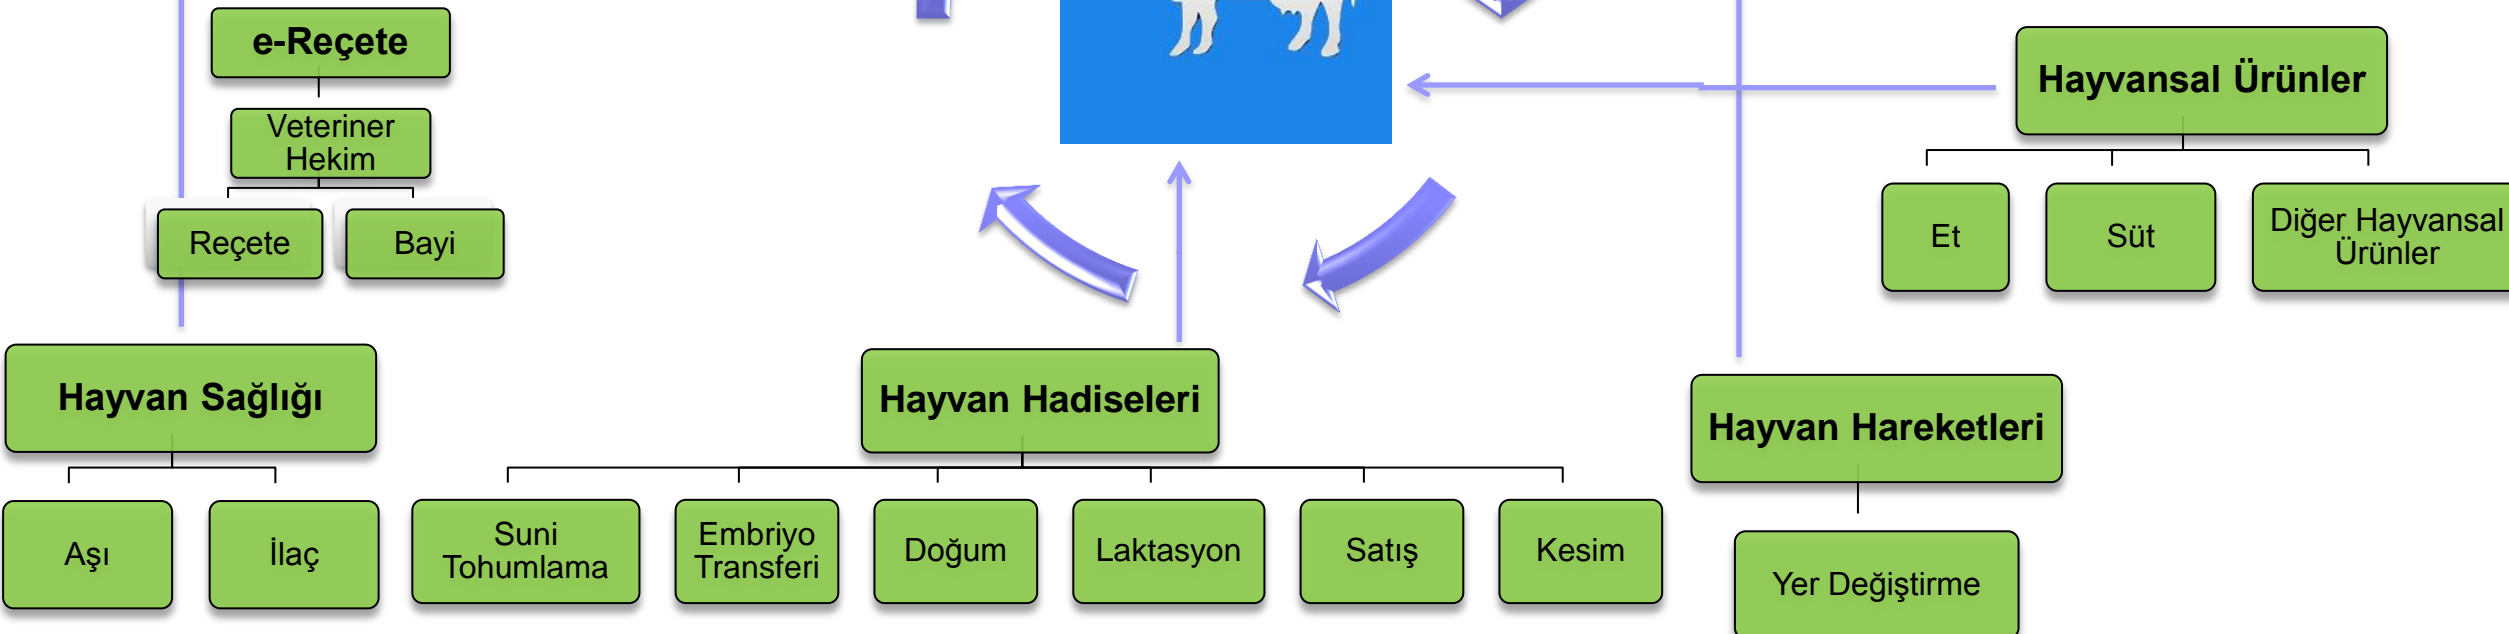 e-Reçete
Veteriner
Hekim
Reçete
Bayi
Hayvansal Ürünler
Et
Süt
Diğer Hayvansal
Ürünler
Hayvan Sağlığı
Aşı
İlaç
Hayvan Hadiseleri
Suni
Tohumlama
Embriyo
Transferi
Doğum
Laktasyon
Satış
Kesim
Hayvan Hareketleri
Yer Değiştirme